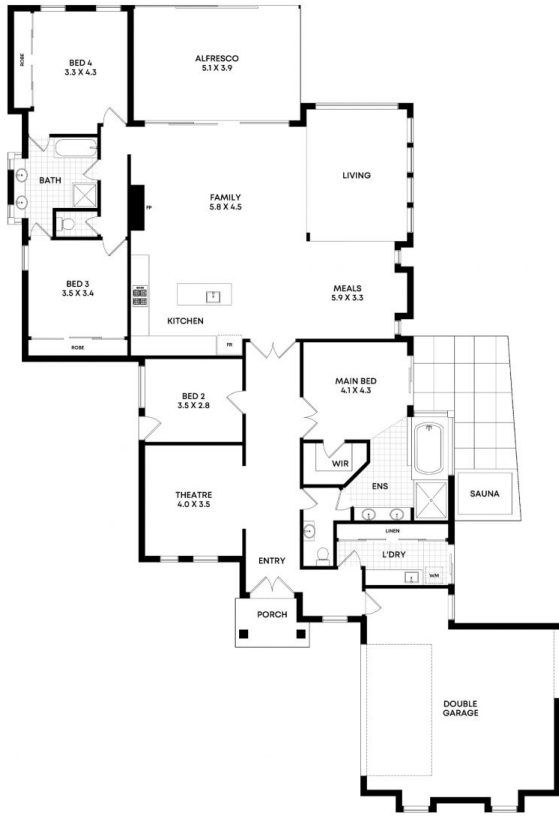 ROBE
BED 4
3.3 X 4.3
ALFRESCO
5.1 X 3.9
BATH
FP
FAMILY
5.8 X 4.5
LIVING
BED 3
3.5 X 3.4
ROBE
KITCHEN
FR
MEALS
5.9 X 3.3
BED 2
3.5 X 2.8
MAIN BED
4.1 X 4.3
WIR
ENS
SAUNA
THEATRE
4.0 X 3.5
LINEN
L'DRY
WM
ENTRY
PORCH
DOUBLE
GARAGE